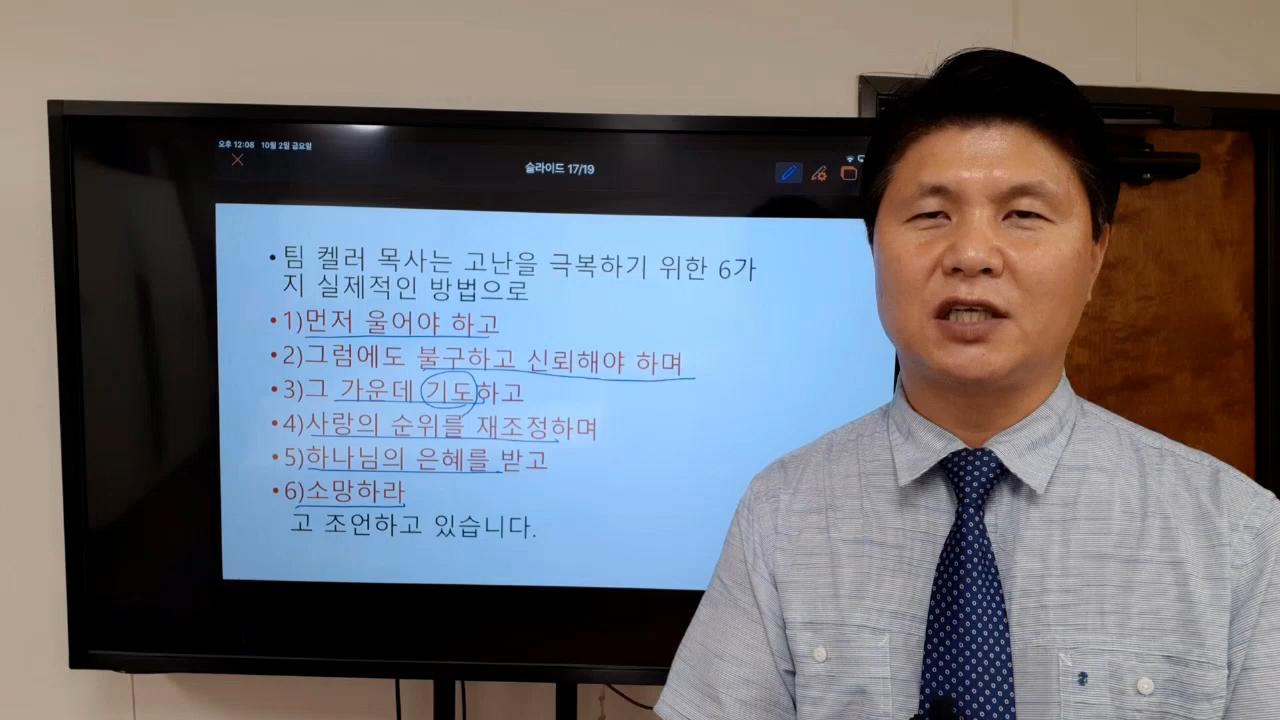 오후 12:08 10월 2일 금요일
슬라이드 17/19
• 팀 켈러 목사는 고난을 극복하기 위한 6가
지 실제적인 방법으로
• 1)먼저 울어야 하고
• 2)그럼에도 불구하고 신뢰해야 하며
• 3)그 가운데 기도하고
• 4)사랑의 순위를 재조정하며
• 5)하나님의 은혜를 받고
• 6)소망하라
고 조언하고 있습니다.